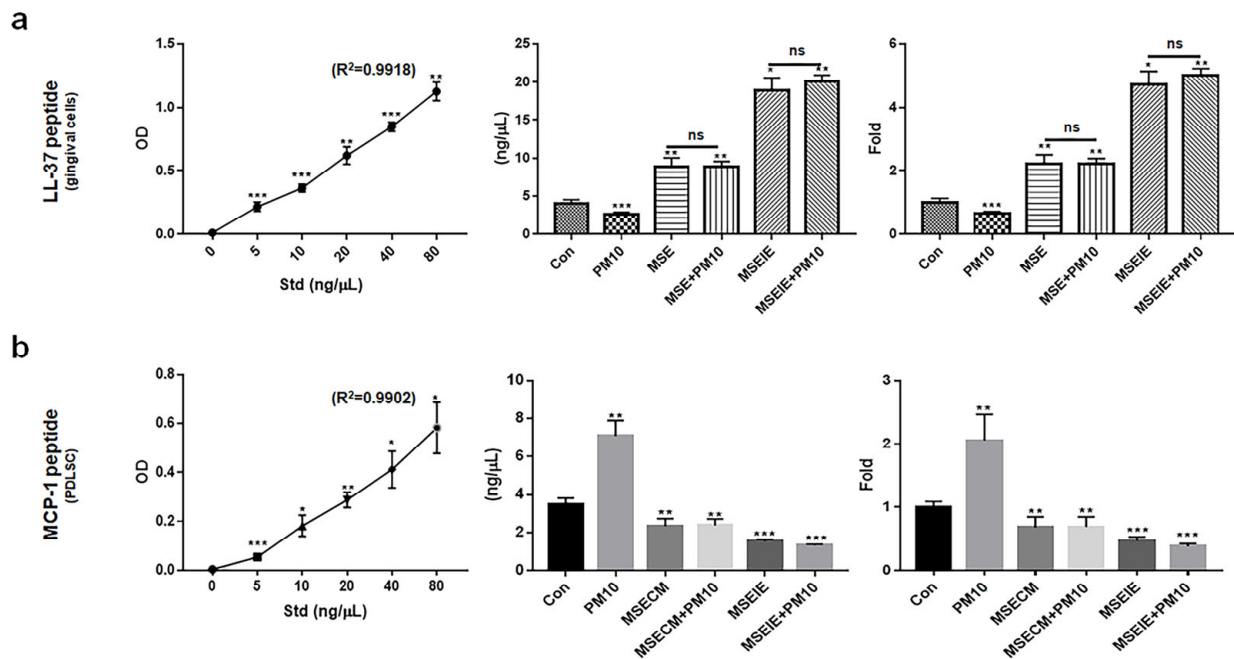 a
LL-37 peptide
(gingival cells)
OD
1.5
1.0
0.5
0.0
(R²=0.9918)
***
***
**
***
**
0
5
10
20
40
80
Std (ng/μL)
(ng/μL)
25
20
15
10
5
0
***
**
**
ns
*
**
ns
Con
PM10
MSE
MSE+PM10
MSEIE
MSEIE+PM10
Fold
6
4
2
0
***
**
**
ns
*
**
ns
Con
PM10
MSE
MSE+PM10
MSEIE
MSEIE+PM10
b
MCP-1 peptide
(PDLSC)
OD
0.8
0.6
0.4
0.2
0.0
(R²=0.9902)
***
*
**
*
*
0
5
10
20
40
80
Std (ng/μL)
(ng/μL)
10
8
6
4
2
0
**
**
**
***
***
Con
PM10
MSECM
MSECM+PM10
MSEIE
MSEIE+PM10
Fold
3
2
1
0
**
**
**
***
***
Con
PM10
MSECM
MSECM+PM10
MSEIE
MSEIE+PM10